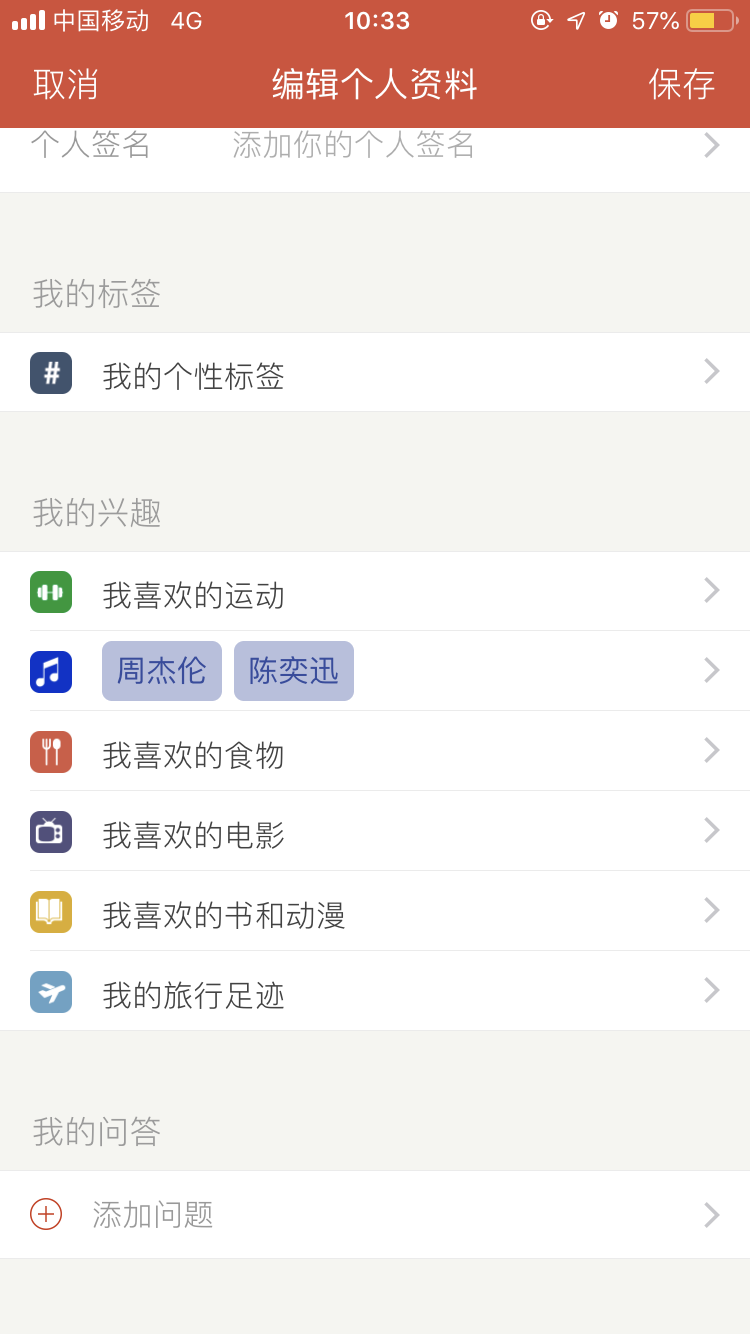 中国移动 4G 10:33 57%
取消 编辑个人资料 保存
个人签名 添加你的个人签名
我的标签
# 我的个性标签
我的兴趣
我喜欢的运动
周杰伦 陈奕迅
我喜欢的食物
我喜欢的电影
我喜欢的书和动漫
我的旅行足迹
我的问答
添加问题